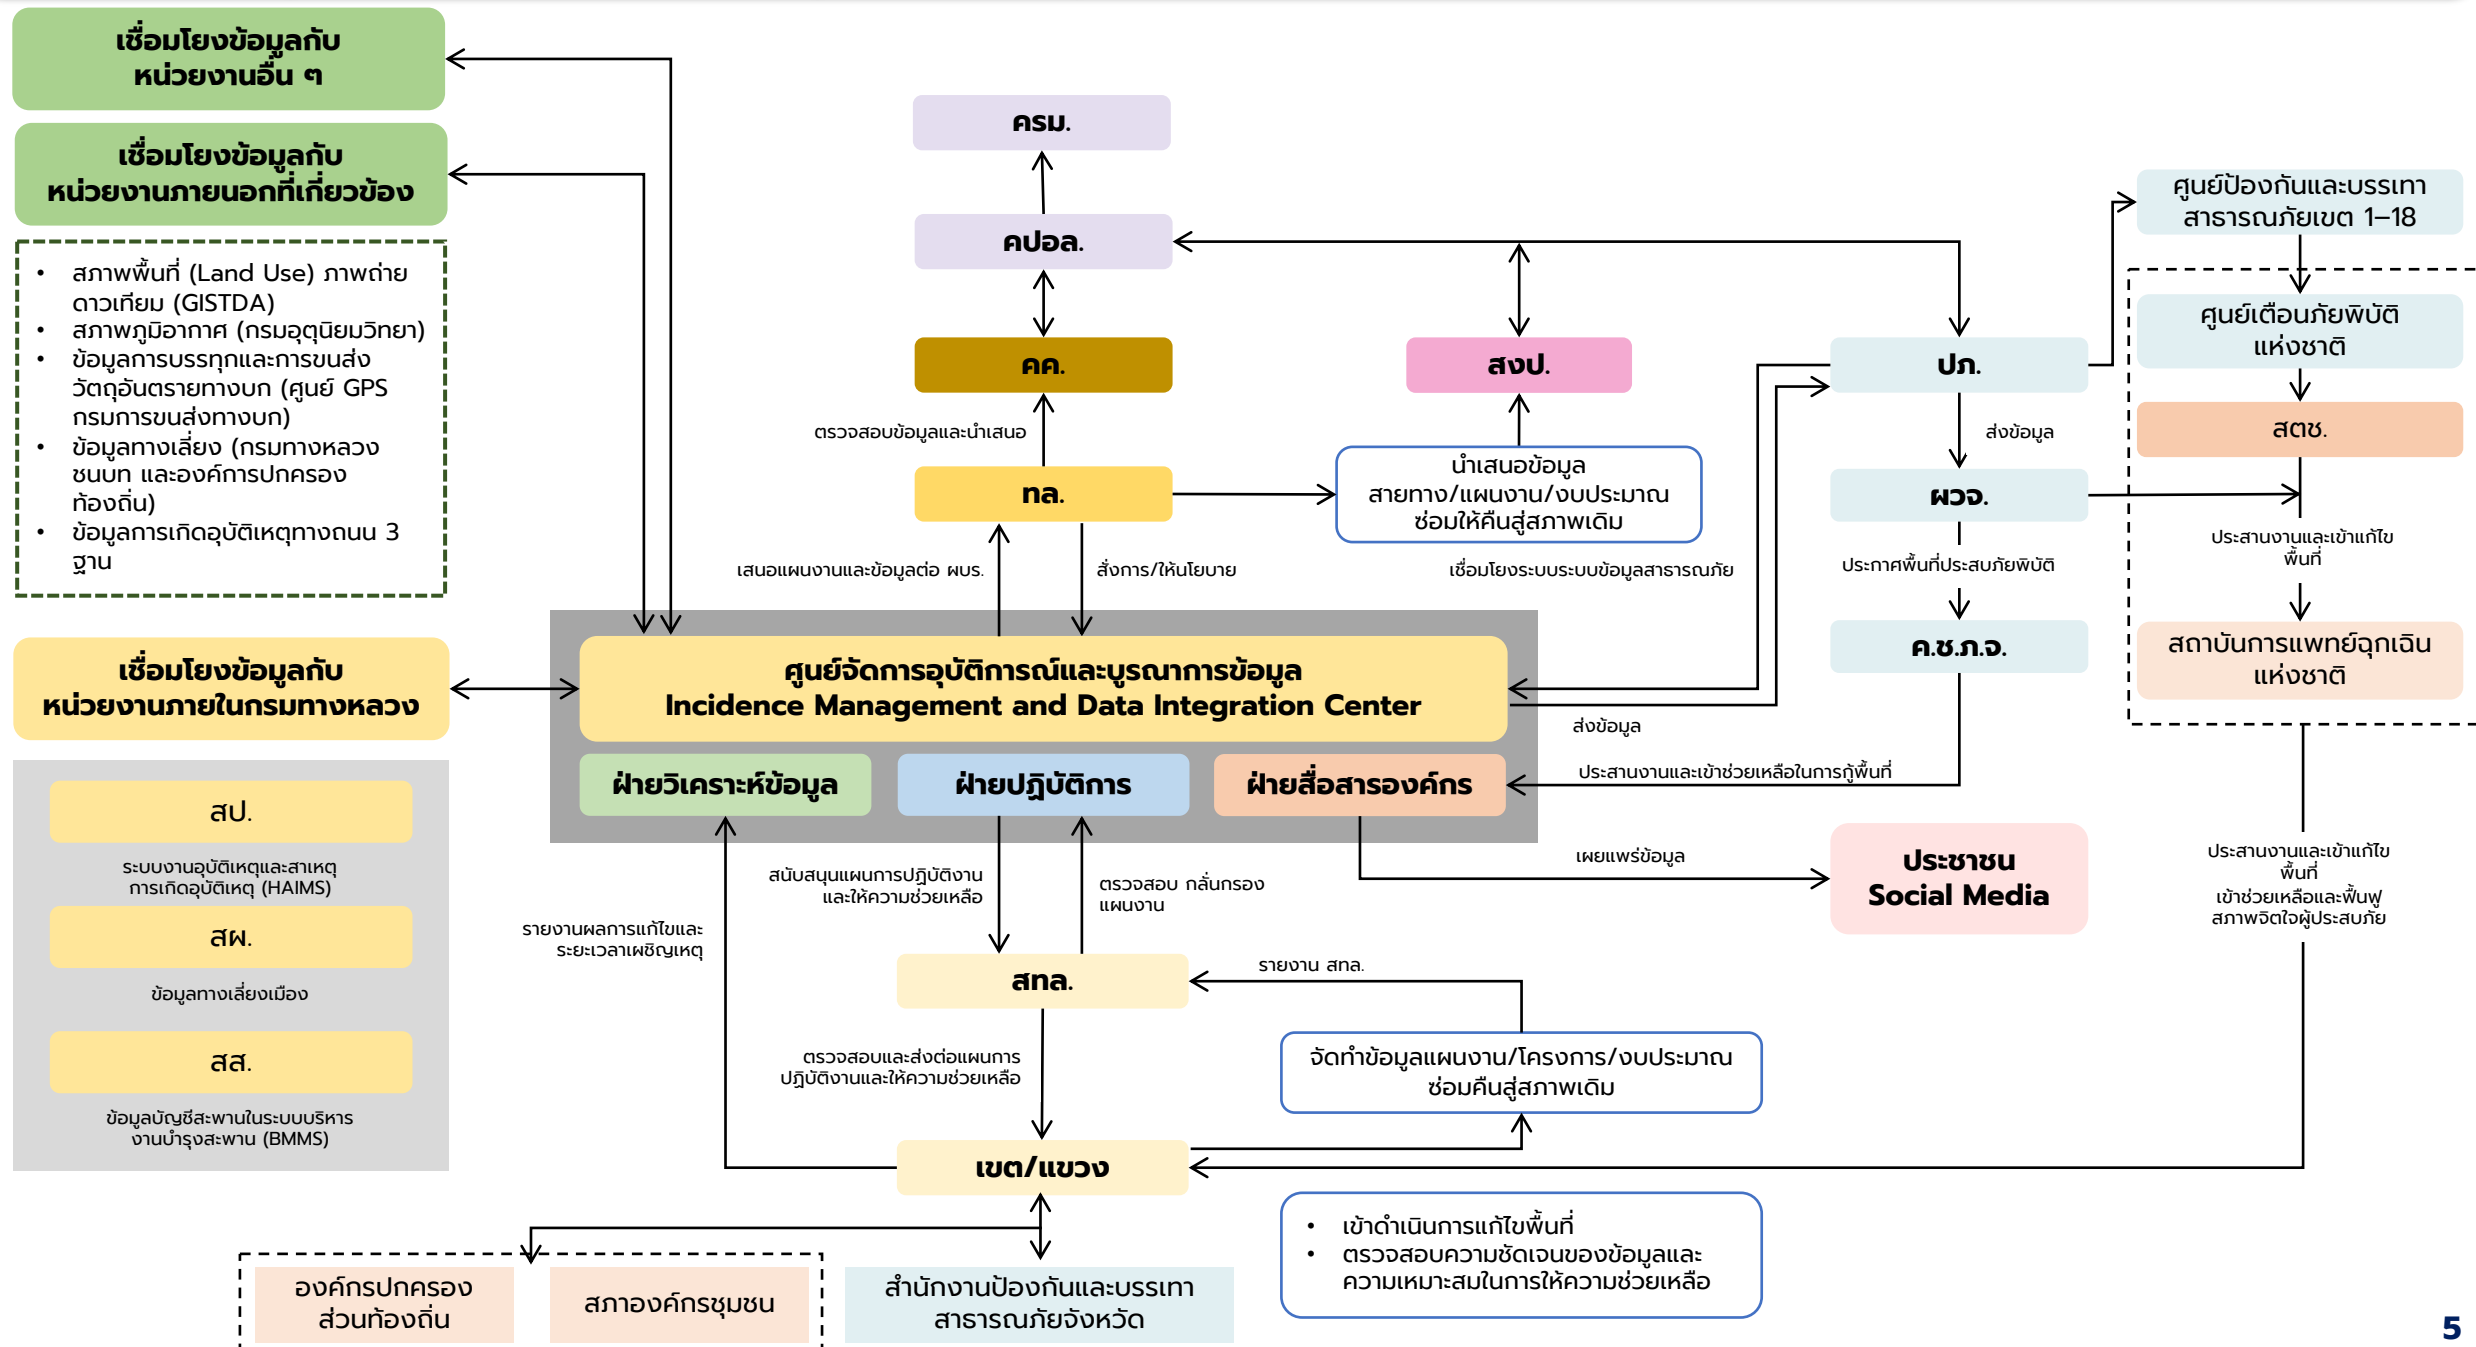 เชื่อมโยงข้อมูลกับ
หน่วยงานอื่น ๆ
เชื่อมโยงข้อมูลกับ
หน่วยงานภายนอกที่เกี่ยวข้อง
• สภาพพื้นที่ (Land Use) ภาพถ่าย
ดาวเทียม (GISTDA)
• สภาพภูมิอากาศ (กรมอุตุนิยมวิทยา)
• ข้อมูลการบรรทุกและการขนส่ง
วัตถุอันตรายทางบก (ศูนย์ GPS
กรมการขนส่งทางบก)
• ข้อมูลทางเลี่ยง (กรมทางหลวง
ชนบท และองค์การปกครอง
ท้องถิ่น)
• ข้อมูลการเกิดอุบัติเหตุทางถนน 3
ฐาน
เชื่อมโยงข้อมูลกับ
หน่วยงานภายในกรมทางหลวง
สป.
ระบบงานอุบัติเหตุและสาเหตุ
การเกิดอุบัติเหตุ (HAIMS)
สผ.
ข้อมูลทางเลี่ยงเมือง
สส.
ข้อมูลบัญชีสะพานในระบบบริหาร
งานบำรุงสะพาน (BMMS)
ครม.
คปอล.
คค.
ตรวจสอบข้อมูลและนำเสนอ
ทล.
เสนอแผนงานและข้อมูลต่อ ผบร.
สั่งการ/ให้นโยบาย
สงป.
นำเสนอข้อมูล
สายทาง/แผนงาน/งบประมาณ
ซ่อมให้คืนสู่สภาพเดิม
เชื่อมโยงระบบระบบข้อมูลสาธารณภัย
ปภ.
ส่งข้อมูล
ผวจ.
ประกาศพื้นที่ประสบภัยพิบัติ
ค.ช.ภ.จ.
ศูนย์ป้องกันและบรรเทา
สาธารณภัยเขต 1–18
ศูนย์เตือนภัยพิบัติ
แห่งชาติ
สตช.
ประสานงานและเข้าแก้ไข
พื้นที่
สถาบันการแพทย์ฉุกเฉิน
แห่งชาติ
ศูนย์จัดการอุบัติการณ์และบูรณาการข้อมูล
Incidence Management and Data Integration Center
ฝ่ายวิเคราะห์ข้อมูล
ฝ่ายปฏิบัติการ
ฝ่ายสื่อสารองค์กร
ส่งข้อมูล
ประสานงานและเข้าช่วยเหลือในการกู้พื้นที่
เผยแพร่ข้อมูล
ประชาชน
Social Media
ประสานงานและเข้าแก้ไข
พื้นที่
เข้าช่วยเหลือและฟื้นฟู
สภาพจิตใจผู้ประสบภัย
สนับสนุนแผนการปฏิบัติงาน
และให้ความช่วยเหลือ
ตรวจสอบ กลั่นกรอง
แผนงาน
รายงานผลการแก้ไขและ
ระยะเวลาเผชิญเหตุ
สทล.
รายงาน สทล.
ตรวจสอบและส่งต่อแผนการ
ปฏิบัติงานและให้ความช่วยเหลือ
จัดทำข้อมูลแผนงาน/โครงการ/งบประมาณ
ซ่อมคืนสู่สภาพเดิม
เขต/แขวง
• เข้าดำเนินการแก้ไขพื้นที่
• ตรวจสอบความชัดเจนของข้อมูลและ
ความเหมาะสมในการให้ความช่วยเหลือ
องค์กรปกครอง
ส่วนท้องถิ่น
สภาองค์กรชุมชน
สำนักงานป้องกันและบรรเทา
สาธารณภัยจังหวัด
5